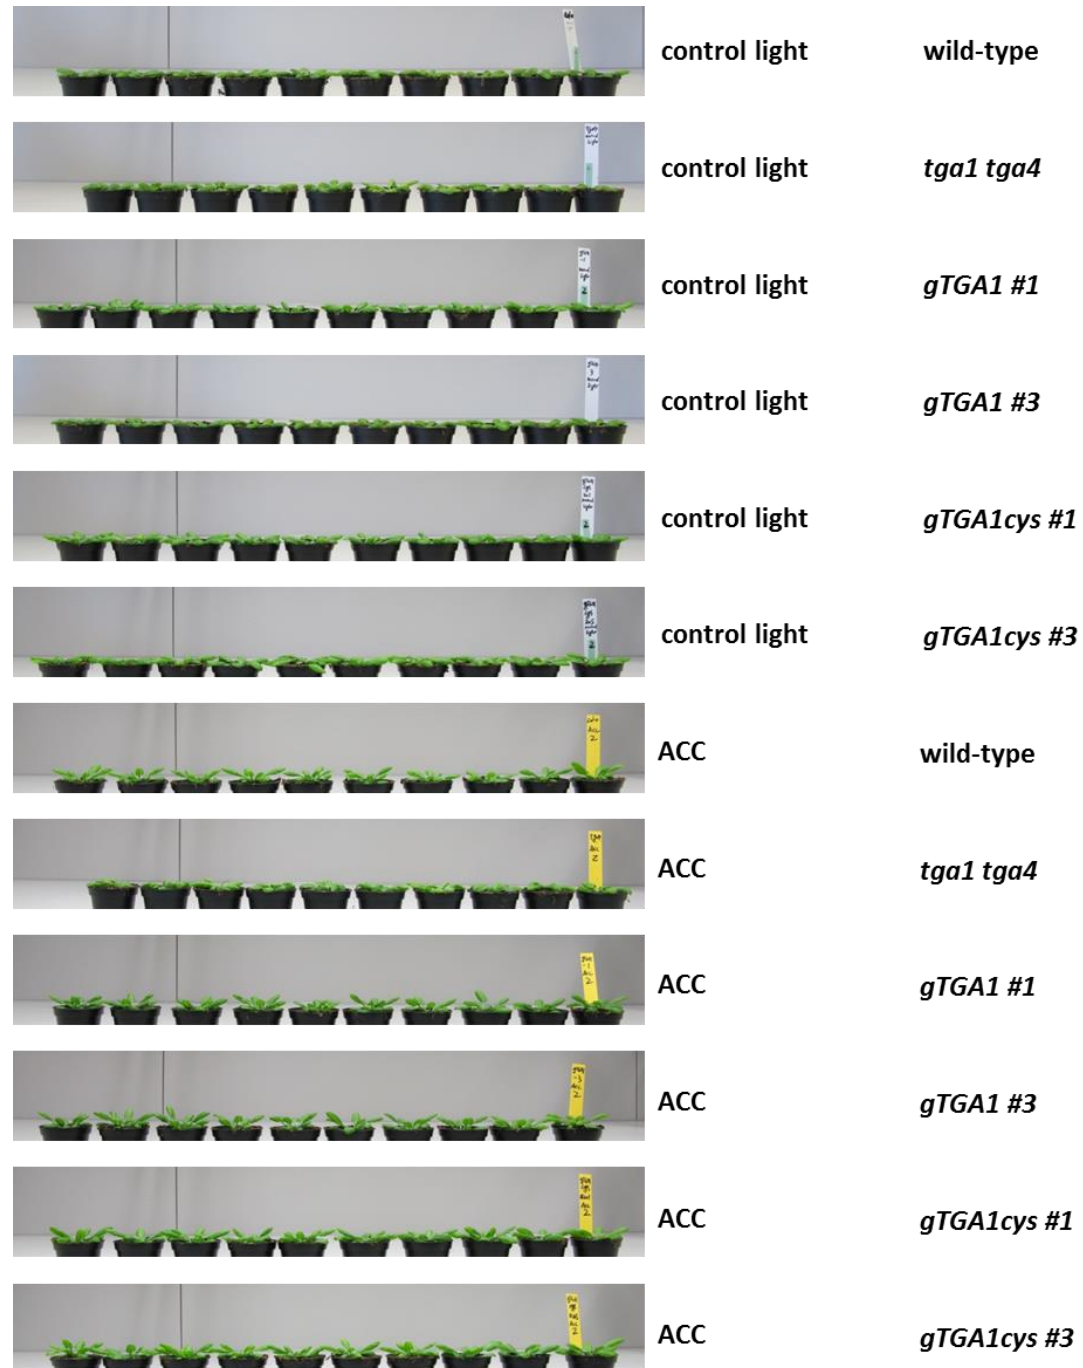 control light wild-type
control light tga1 tga4
control light gTGA1 #1
control light gTGA1 #3
control light gTGA1cys #1
control light gTGA1cys #3
ACC wild-type
ACC tga1 tga4
ACC gTGA1 #1
ACC gTGA1 #3
ACC gTGA1cys #1
ACC gTGA1cys #3